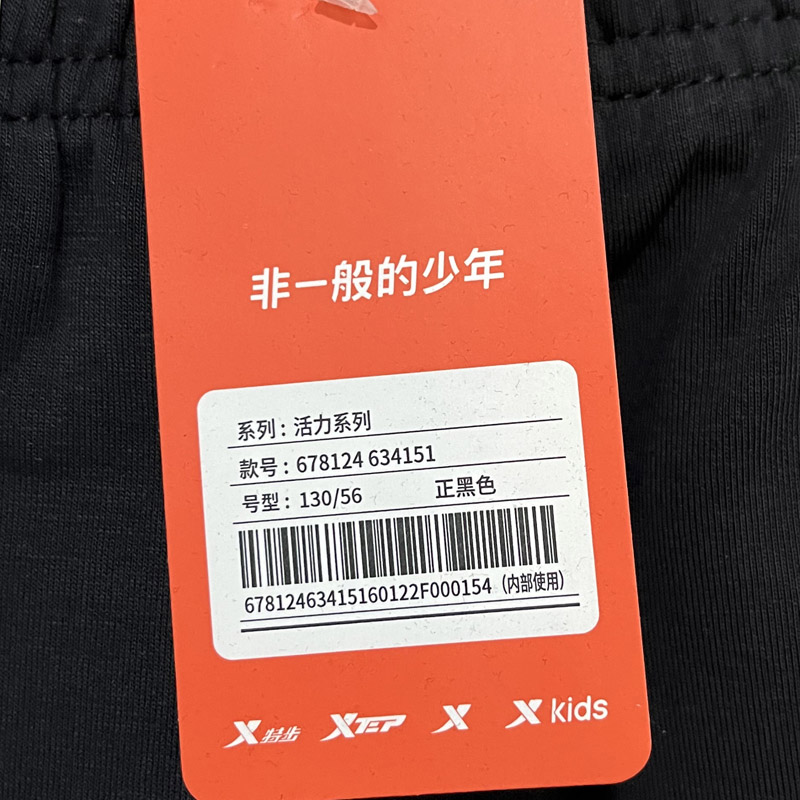 非一般的少年
系列：活力系列
款号：678124 634151
号型：130/56 正黑色
67812463415160122F000154（内部使用）
X特步 XTEP X X kids